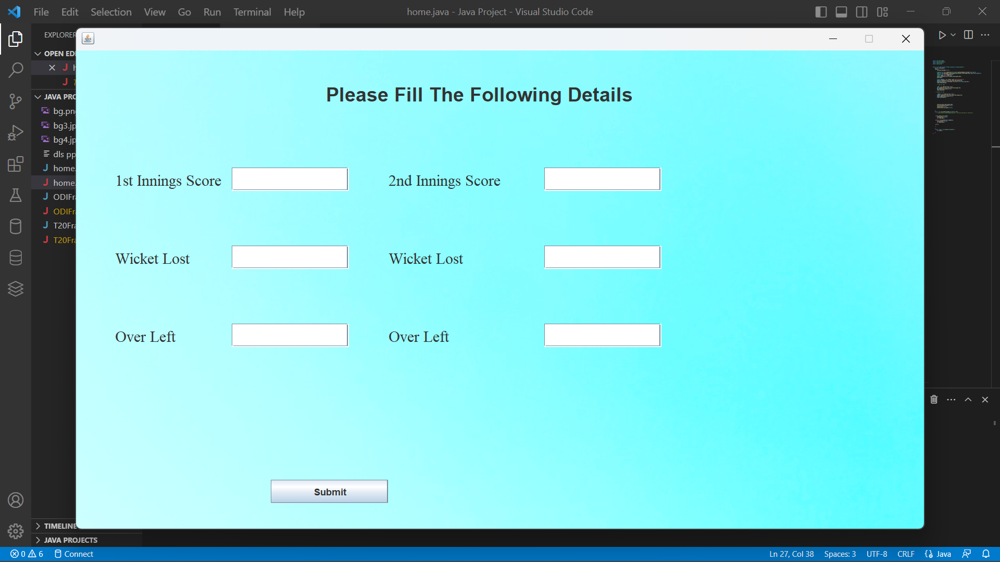 File Edit Selection View Go Run Terminal Help
home.java - Java Project - Visual Studio Code
EXPLORER
OPEN EDI
JAVA PRO
bg.pn
bg3.jp
bg4.jp
dls pp
home.
home.
ODIFr
ODIFr
T20Fra
T20Fra
TIMELINE
JAVA PROJECTS
Please Fill The Following Details
1st Innings Score
2nd Innings Score
Wicket Lost
Wicket Lost
Over Left
Over Left
Submit
0 6 Connect
Ln 27, Col 38 Spaces: 3 UTF-8 CRLF Java